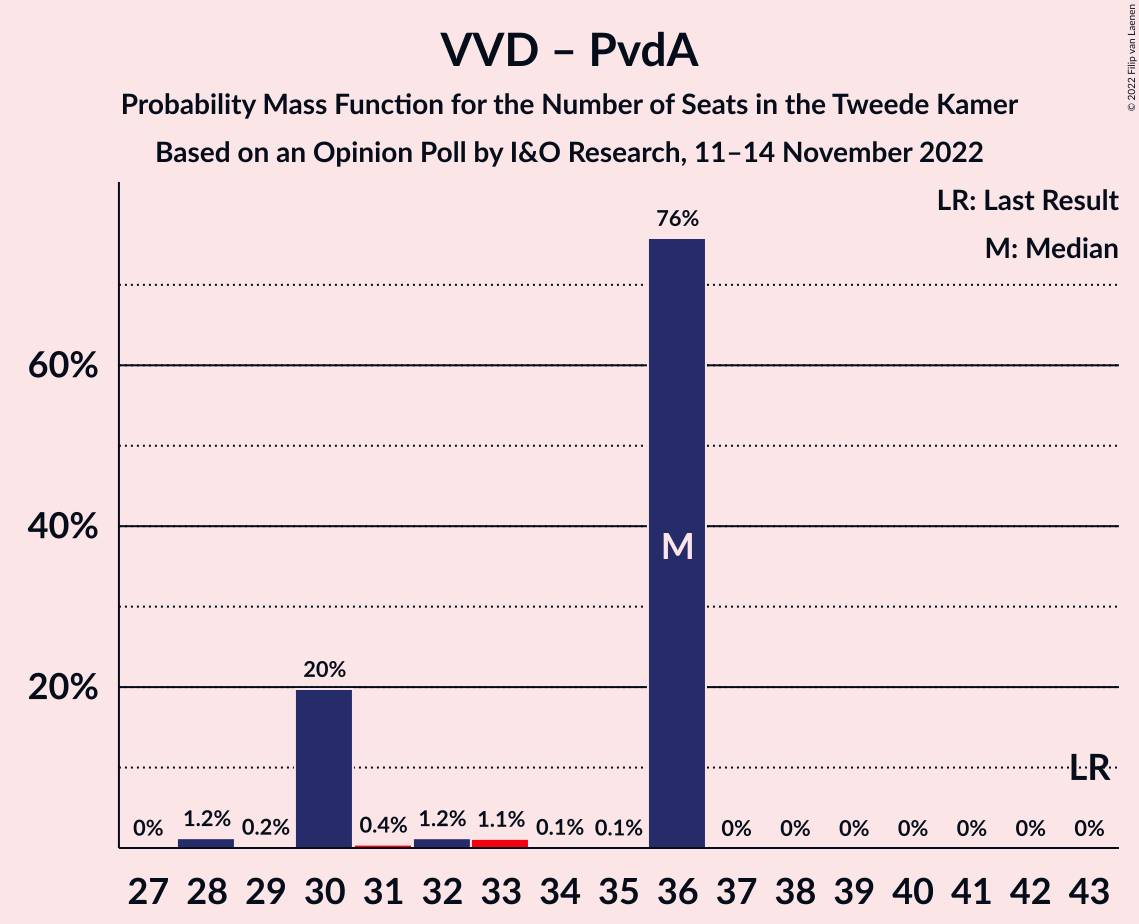 VVD – PvdA
Probability Mass Function for the Number of Seats in the Tweede Kamer
Based on an Opinion Poll by I&O Research, 11–14 November 2022
© 2022 Filip van Laenen
LR: Last Result
M: Median
60%
40%
20%
0%
1.2%
0.2%
20%
0.4%
1.2%
1.1%
0.1%
0.1%
76%
0%
0%
0%
0%
0%
0%
0%
M
LR
27 28 29 30 31 32 33 34 35 36 37 38 39 40 41 42 43